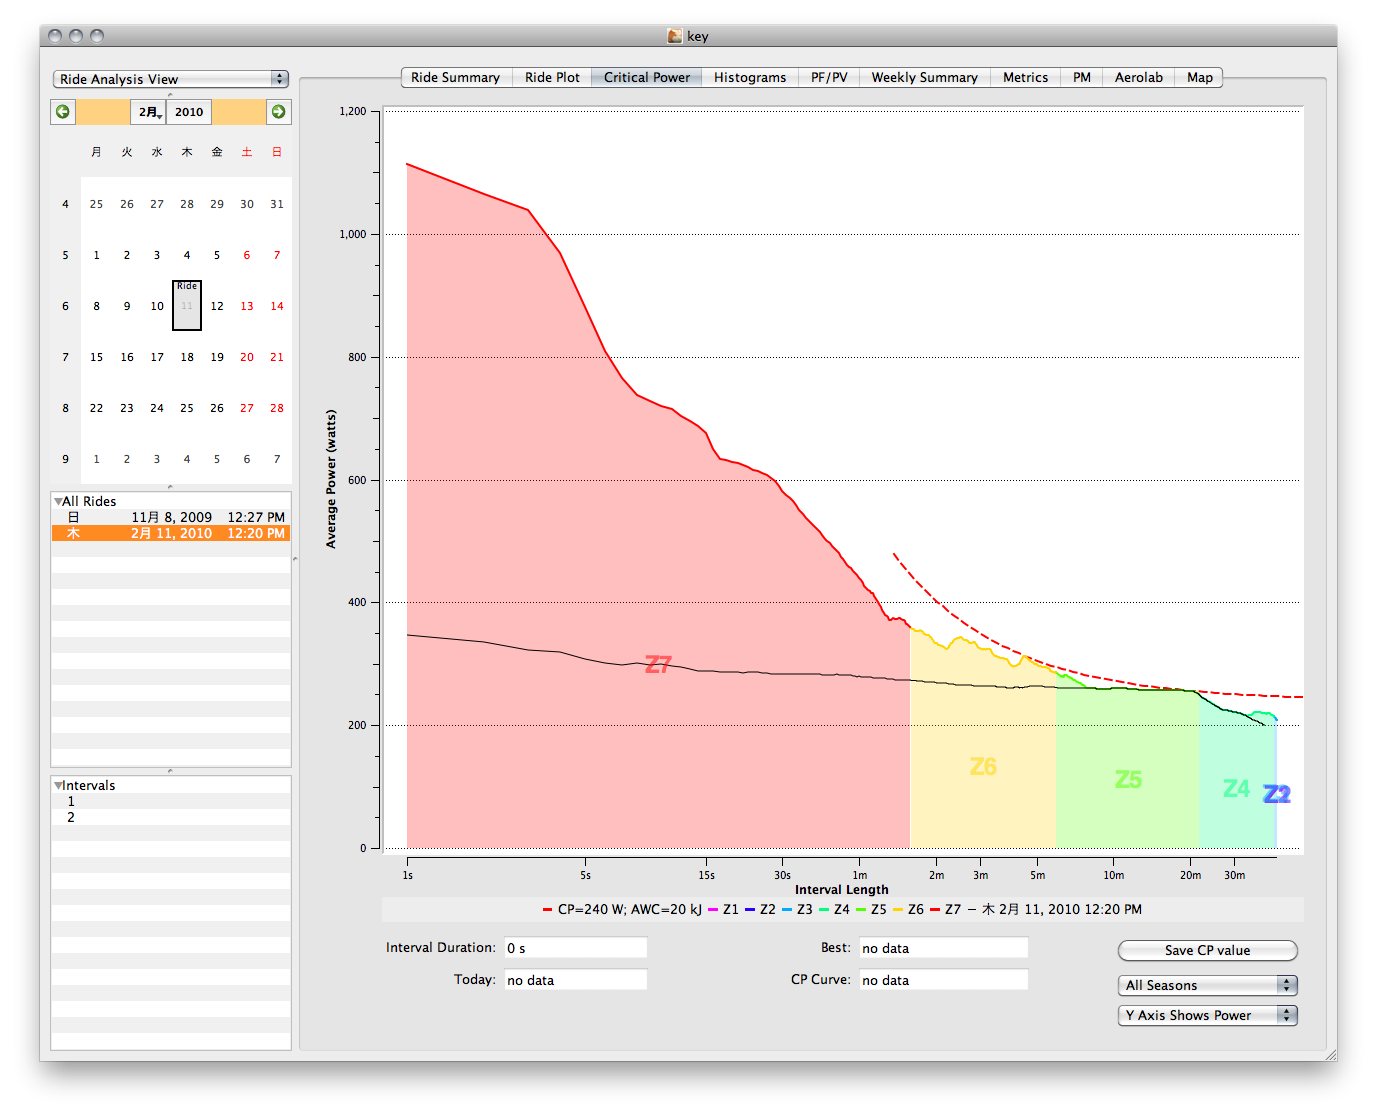 key
Ride Analysis View
Ride Summary Ride Plot Critical Power Histograms PF/PV Weekly Summary Metrics PM Aerolab Map
2月 2010
月 火 水 木 金 土 日
4 25 26 27 28 29 30 31
5 1 2 3 4 5 6 7
Ride
6 8 9 10 11 12 13 14
7 15 16 17 18 19 20 21
8 22 23 24 25 26 27 28
9 1 2 3 4 5 6 7
All Rides
日 11月 8, 2009 12:27 PM
木 2月 11, 2010 12:20 PM
Intervals
1
2
Average Power (watts)
1,200
1,000
800
600
400
200
0
Z7
Z6
Z5
Z4
Z2
1s 5s 15s 30s 1m 2m 3m 5m 10m 20m 30m
Interval Length
CP=240 W; AWC=20 kJ Z1 Z2 Z3 Z4 Z5 Z6 Z7 木 2月 11, 2010 12:20 PM
Interval Duration: 0 s Best: no data Save CP value
Today: no data CP Curve: no data All Seasons
Y Axis Shows Power